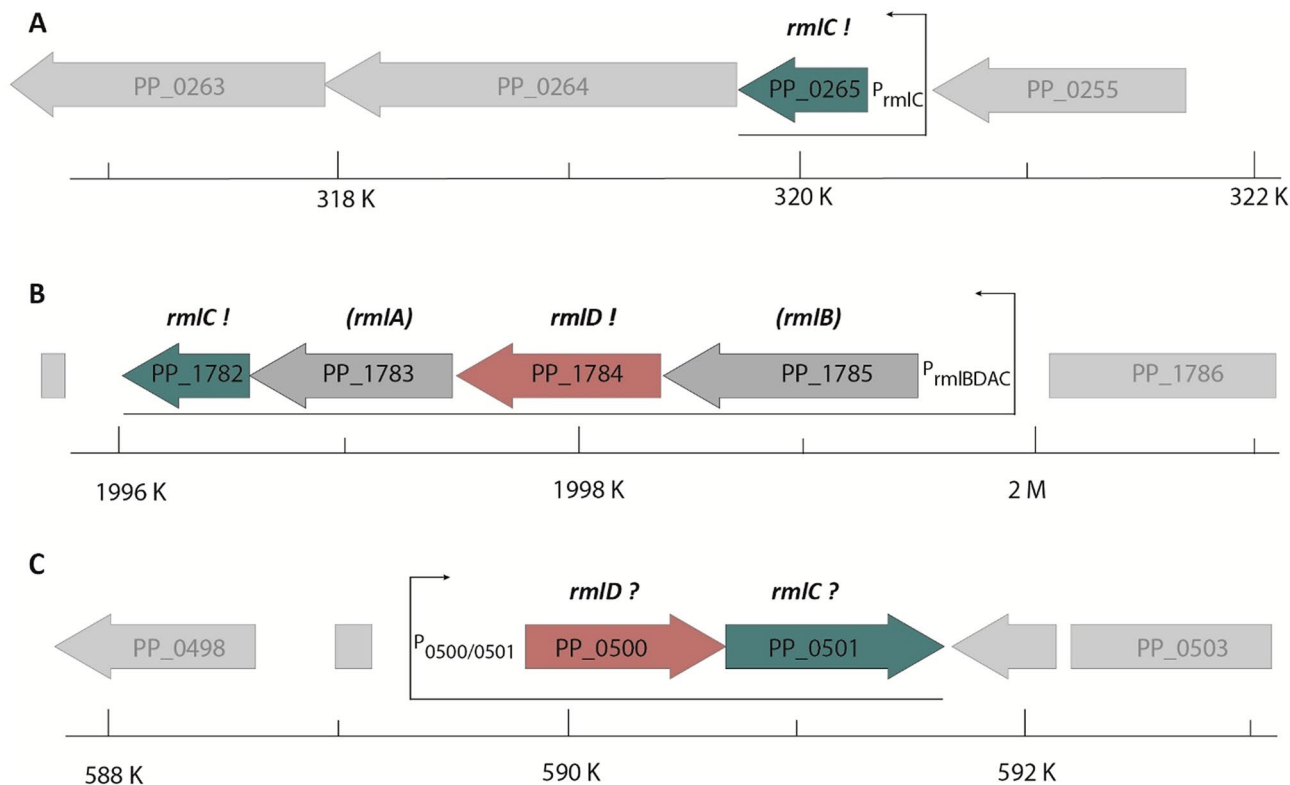 A
rmlC !
PP_0263
PP_0264
PP_0265
PrmlC
PP_0255
318 K
320 K
322 K
B
rmlC !
(rmlA)
rmlD !
(rmlB)
PP_1782
PP_1783
PP_1784
PP_1785
PrmlBDAC
PP_1786
1996 K
1998 K
2 M
C
rmlD ?
rmlC ?
PP_0498
P0500/0501
PP_0500
PP_0501
PP_0503
588 K
590 K
592 K